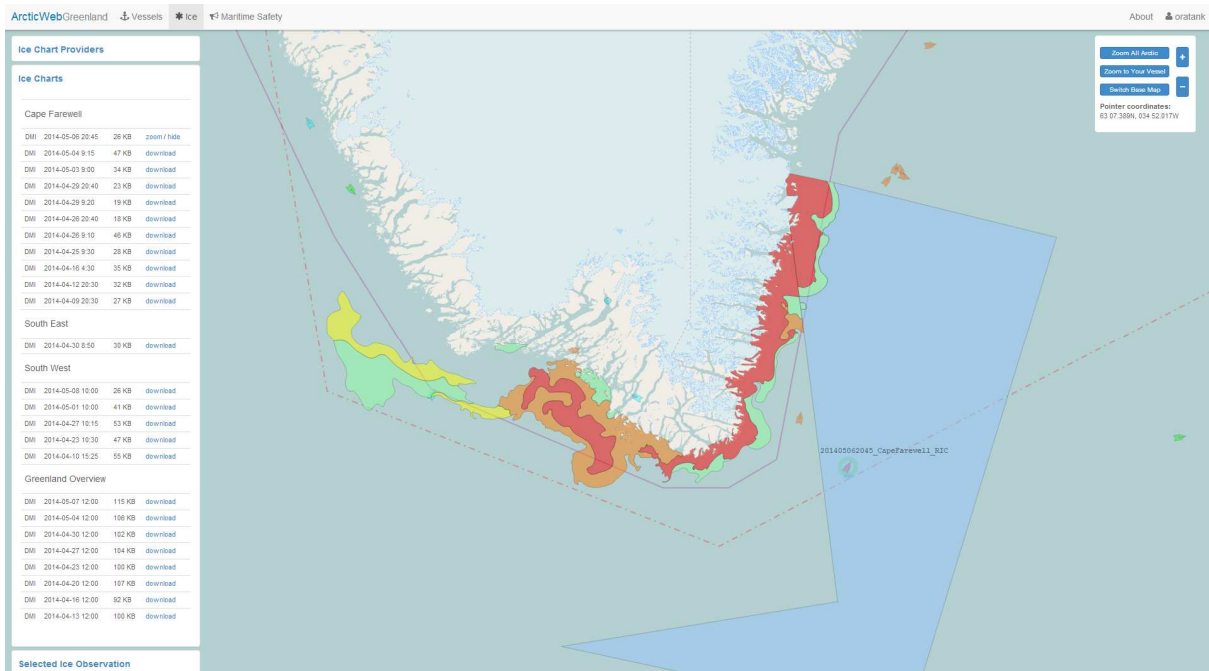 ArcticWebGreenland Vessels Ice Maritime Safety About oratank
Ice Chart Providers
Ice Charts
Cape Farewell
DMI 2014-05-06 20:45 26 KB zoom / hide
DMI 2014-05-04 9:15 47 KB download
DMI 2014-05-03 9:00 34 KB download
DMI 2014-04-29 20:40 23 KB download
DMI 2014-04-29 9:20 19 KB download
DMI 2014-04-26 20:40 18 KB download
DMI 2014-04-26 9:10 46 KB download
DMI 2014-04-25 9:30 28 KB download
DMI 2014-04-16 4:30 35 KB download
DMI 2014-04-12 20:30 32 KB download
DMI 2014-04-09 20:30 27 KB download
South East
DMI 2014-04-30 8:50 30 KB download
South West
DMI 2014-05-08 10:00 26 KB download
DMI 2014-05-01 10:00 41 KB download
DMI 2014-04-27 10:15 53 KB download
DMI 2014-04-23 10:30 47 KB download
DMI 2014-04-10 15:25 55 KB download
Greenland Overview
DMI 2014-05-07 12:00 115 KB download
DMI 2014-05-04 12:00 106 KB download
DMI 2014-04-30 12:00 102 KB download
DMI 2014-04-27 12:00 104 KB download
DMI 2014-04-23 12:00 100 KB download
DMI 2014-04-20 12:00 107 KB download
DMI 2014-04-16 12:00 92 KB download
DMI 2014-04-13 12:00 100 KB download
Selected Ice Observation
201405062045_CapeFarewell_RIC
Zoom All Arctic +
Zoom to Your Vessel
Switch Base Map −
Pointer coordinates:
63 07.389N, 034 52.017W